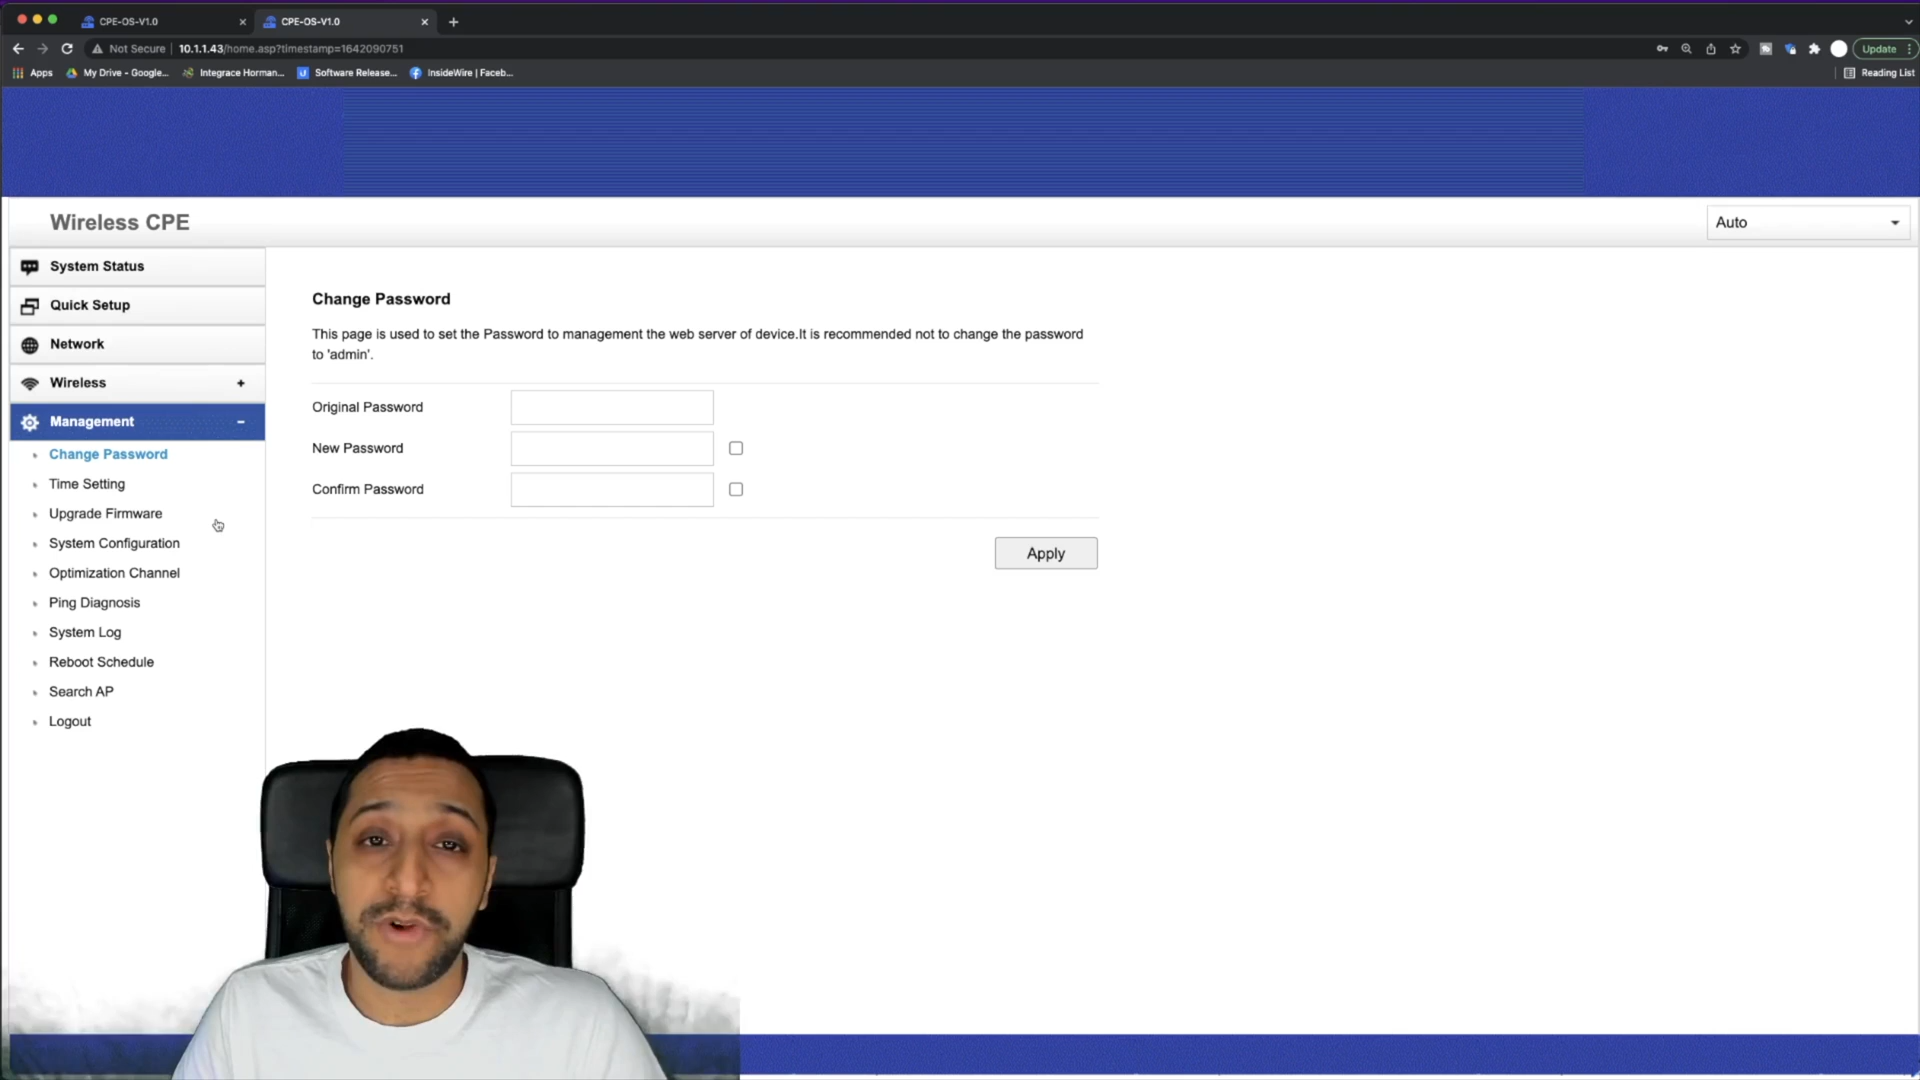 CPE-OS-V1.0
CPE-OS-V1.0
Not Secure | 10.1.1.43/home.asp?timestamp=1642090751
Update
Apps
My Drive - Google...
Integrace Horman...
Software Release...
InsideWire | Faceb...
Reading List
Wireless CPE
Auto
System Status
Quick Setup
Network
Wireless +
Management -
Change Password
Time Setting
Upgrade Firmware
System Configuration
Optimization Channel
Ping Diagnosis
System Log
Reboot Schedule
Search AP
Logout
Change Password
This page is used to set the Password to management the web server of device.It is recommended not to change the password
to 'admin'.
Original Password
New Password
Confirm Password
Apply